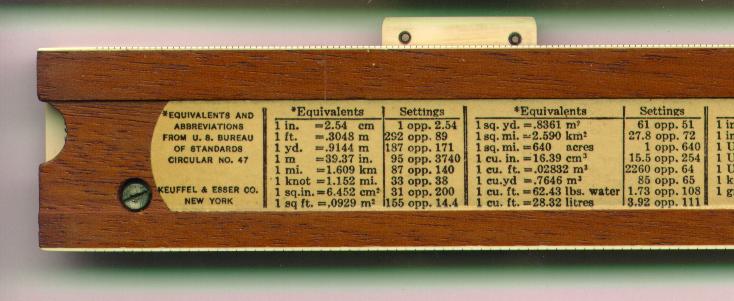 *EQUIVALENTS AND
ABBREVIATIONS
FROM U. S. BUREAU
OF STANDARDS
CIRCULAR NO. 47
KEUFFEL & ESSER CO.
NEW YORK
*Equivalents Settings
1 in. =2.54 cm 1 opp. 2.54
1 ft. =.3048 m 292 opp. 89
1 yd. =.9144 m 187 opp. 171
1 m =39.37 in. 95 opp. 3740
1 mi. =1.609 km 87 opp. 140
1 knot =1.152 mi. 33 opp. 38
1 sq.in. =6.452 cm² 31 opp. 200
1 sq ft. =.0929 m² 155 opp. 14.4
*Equivalents Settings
1 sq. yd. =.8361 m² 61 opp. 51
1 sq. mi. =2.590 km² 27.8 opp. 72
1 sq. mi. =640 acres 1 opp. 640
1 cu. in. =16.39 cm³ 15.5 opp. 254
1 cu. ft. =.02832 m³ 2260 opp. 64
1 cu.yd =.7646 m³ 85 opp. 65
1 cu. ft. =62.43 lbs. water 1.73 opp. 108
1 cu. ft. =28.32 litres 3.92 opp. 111